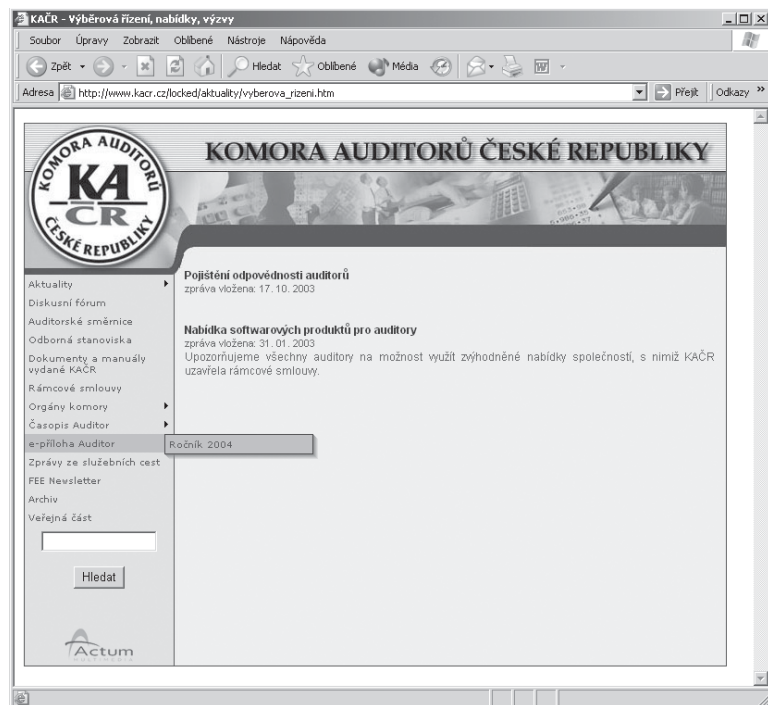 KAČR - Výběrová řízení, nabídky, výzvy
Soubor Úpravy Zobrazit Oblíbené Nástroje Nápověda
Zpět Hledat Oblíbené Média
Adresa http://www.kacr.cz/locked/aktuality/vyberova_rizeni.htm Přejít Odkazy »
KOMORA AUDITORŮ
KA
ČR
ČESKÉ REPUBLIKY
KOMORA AUDITORŮ ČESKÉ REPUBLIKY
Aktuality
Diskusní fórum
Auditorské směrnice
Odborná stanoviska
Dokumenty a manuály
vydané KAČR
Rámcové smlouvy
Orgány komory
Časopis Auditor
e-příloha Auditor
Ročník 2004
Zprávy ze služebních cest
FEE Newsletter
Archiv
Veřejná část
Hledat
Actum
Pojištění odpovědnosti auditorů
zpráva vložena: 17. 10. 2003
Nabídka softwarových produktů pro auditory
zpráva vložena: 31. 01. 2003
Upozorňujeme všechny auditory na možnost využít zvýhodněné nabídky společností, s nimiž KAČR
uzavřela rámcové smlouvy.